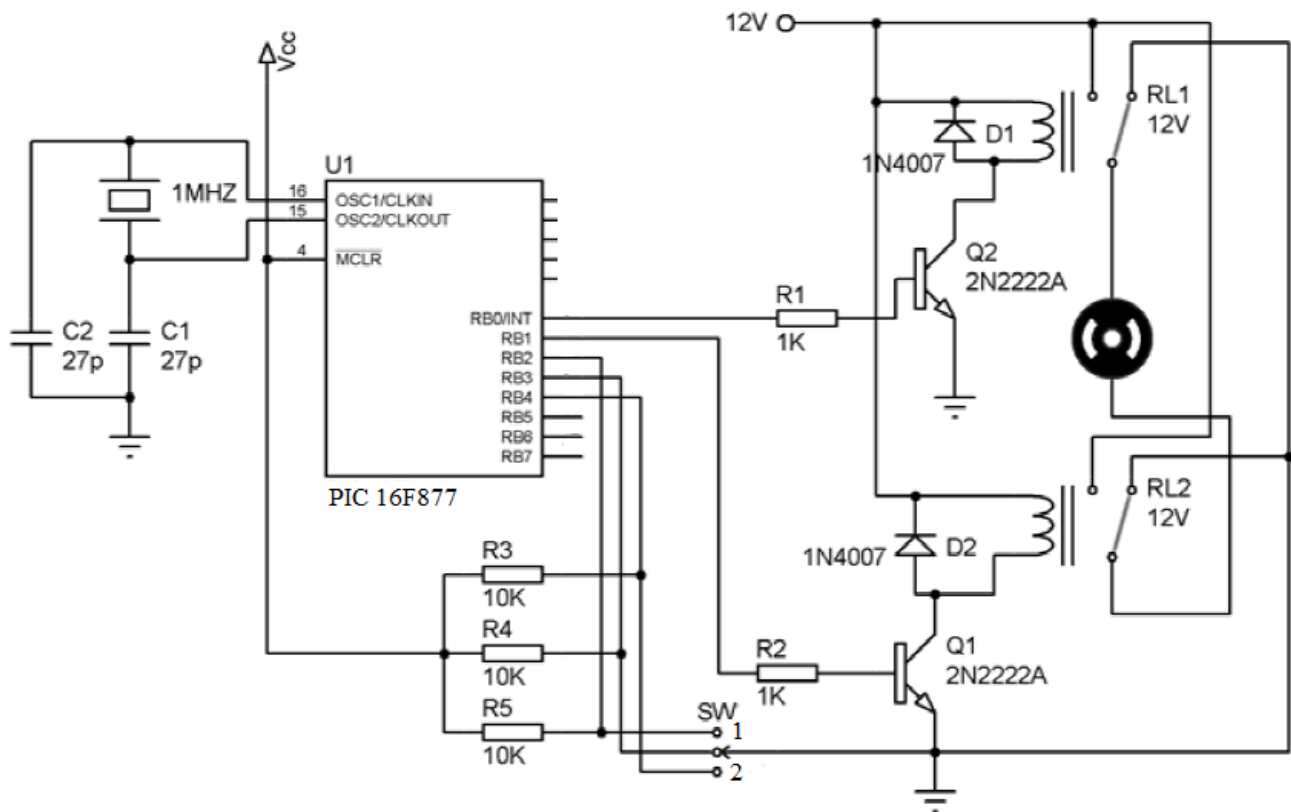 12V
Vcc
RL1
12V
D1
1N4007
U1
1MHZ
16
OSC1/CLKIN
15
OSC2/CLKOUT
4
MCLR
Q2
2N2222A
R1
1K
C2
27p
C1
27p
RB0/INT
RB1
RB2
RB3
RB4
RB5
RB6
RB7
PIC 16F877
RL2
12V
1N4007
D2
R3
10K
R4
10K
R5
10K
R2
1K
Q1
2N2222A
SW
1
2